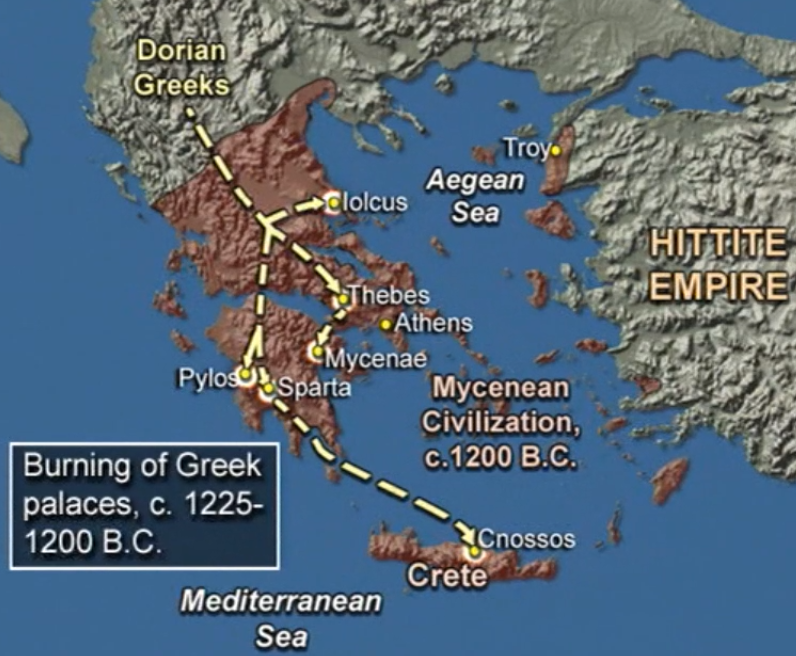 Dorian
Greeks
Troy
Aegean
Sea
Iolcus
HITTITE
EMPIRE
Thebes
Athens
Mycenae
Pylos
Sparta
Mycenean
Civilization,
c.1200 B.C.
Burning of Greek
palaces, c. 1225-
1200 B.C.
Cnossos
Crete
Mediterranean
Sea